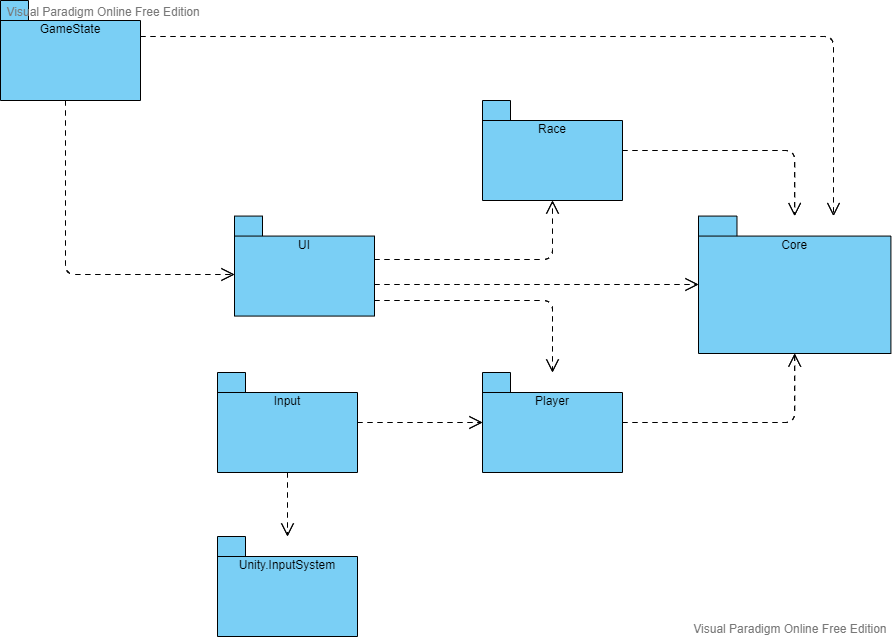 Visual Paradigm Online Free Edition
GameState
Race
UI
Core
Input
Player
Unity.InputSystem
Visual Paradigm Online Free Edition